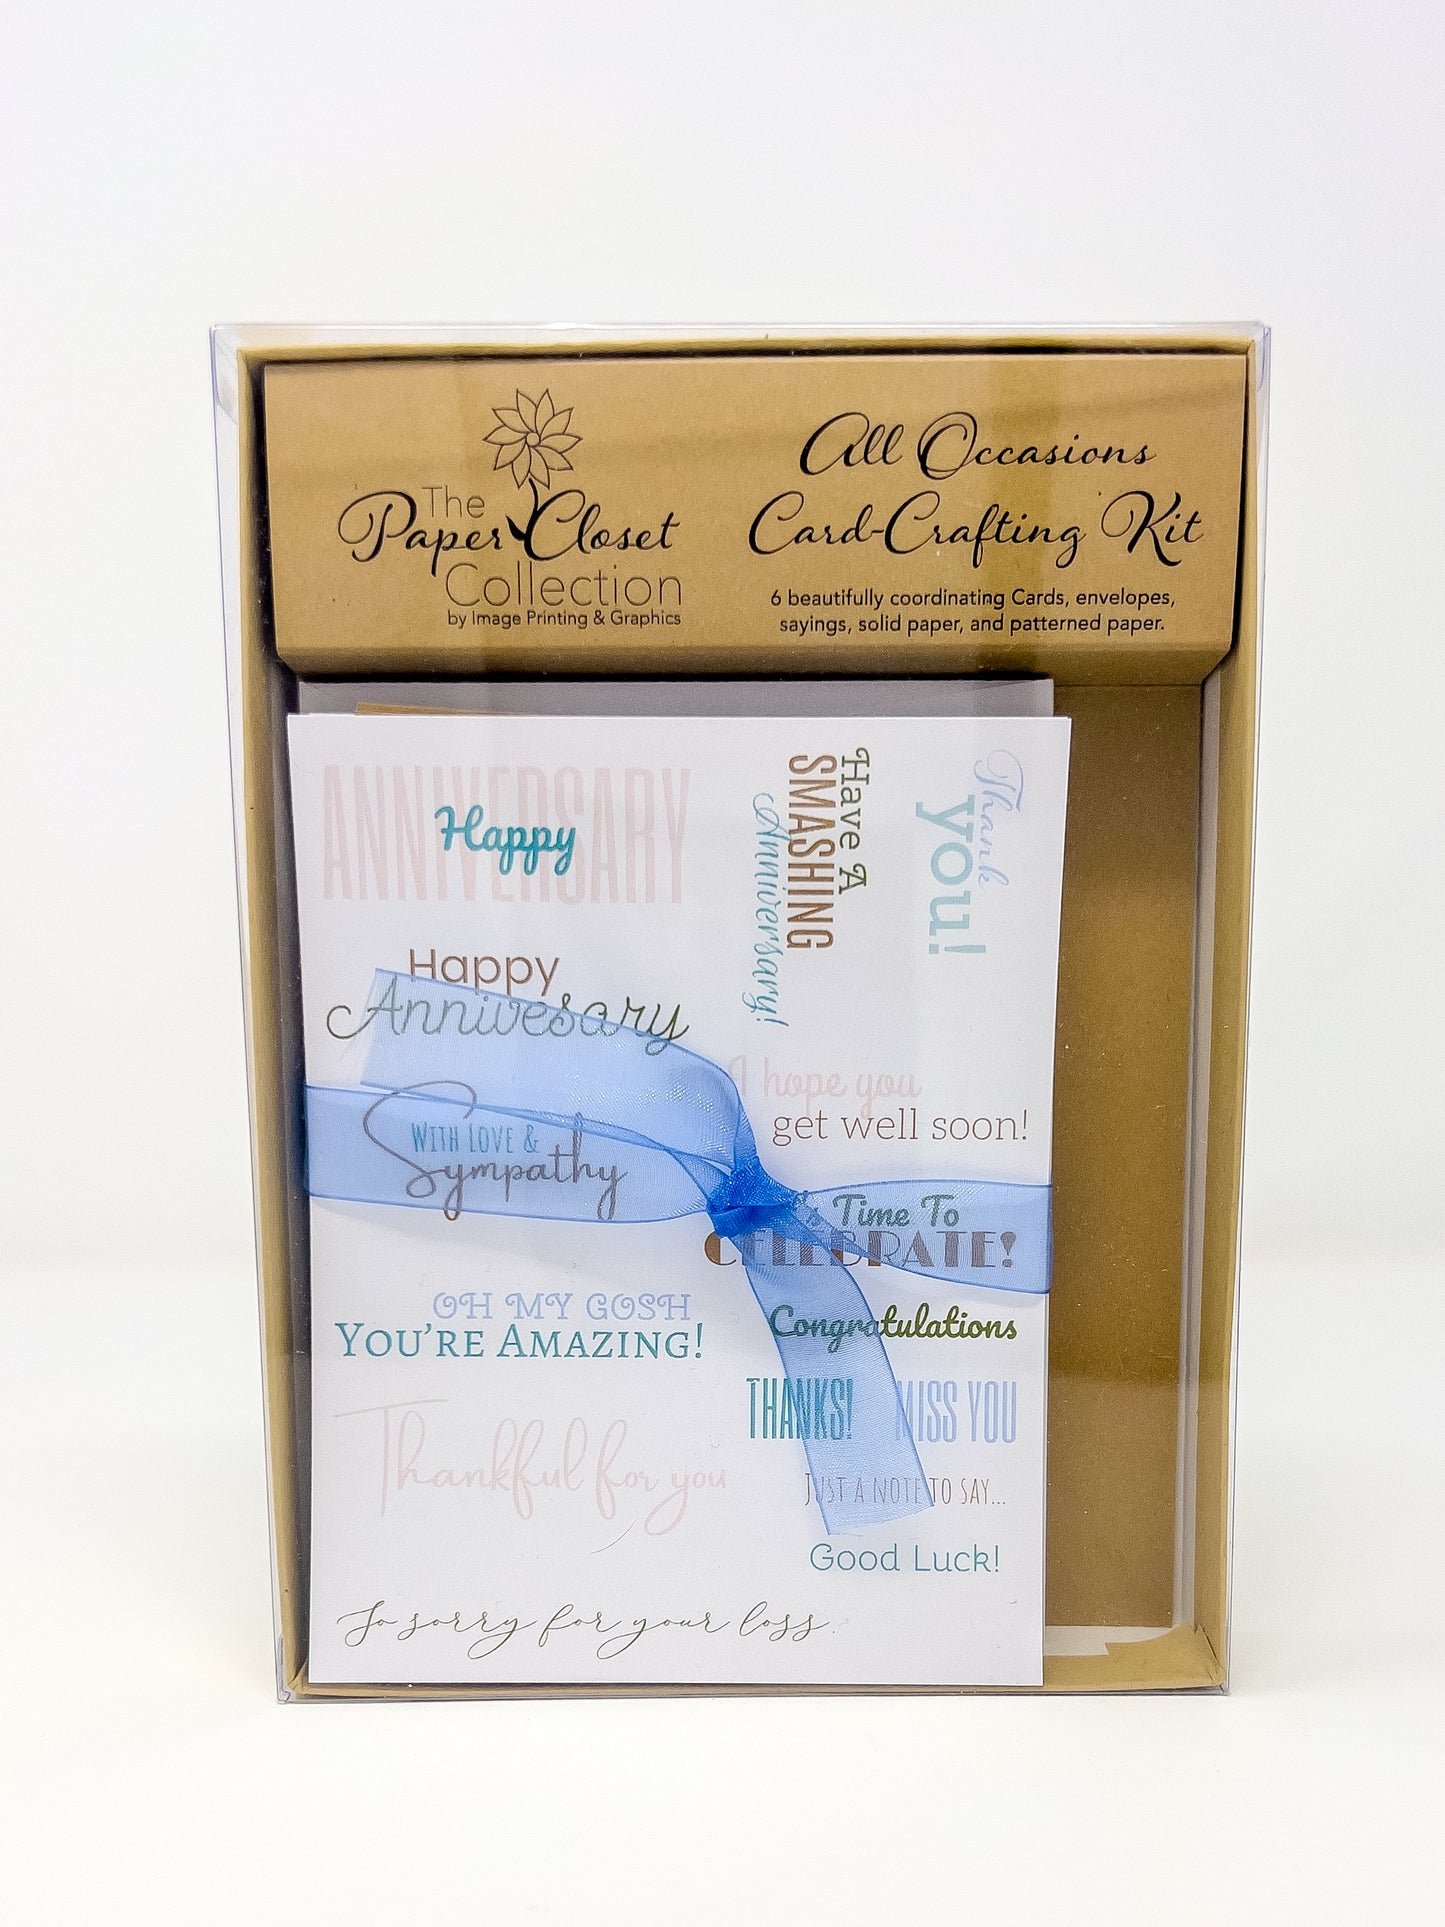 The
Paper Closet
Collection
by Image Printing & Graphics
All Occasions
Card-Crafting Kit
6 beautifully coordinating Cards, envelopes,
sayings, solid paper, and patterned paper.
ANNIVERSARY
Happy
Happy
Annivesary
WITH LOVE &
Sympathy
OH MY GOSH
YOU'RE AMAZING!
Thankful for you
So sorry for your loss.
Have A
SMASHING
Anniversary!
Thank
you!
I hope you
get well soon!
's Time To
CELEBRATE!
Congratulations
THANKS!
MISS YOU
JUST A NOTE TO SAY...
Good Luck!